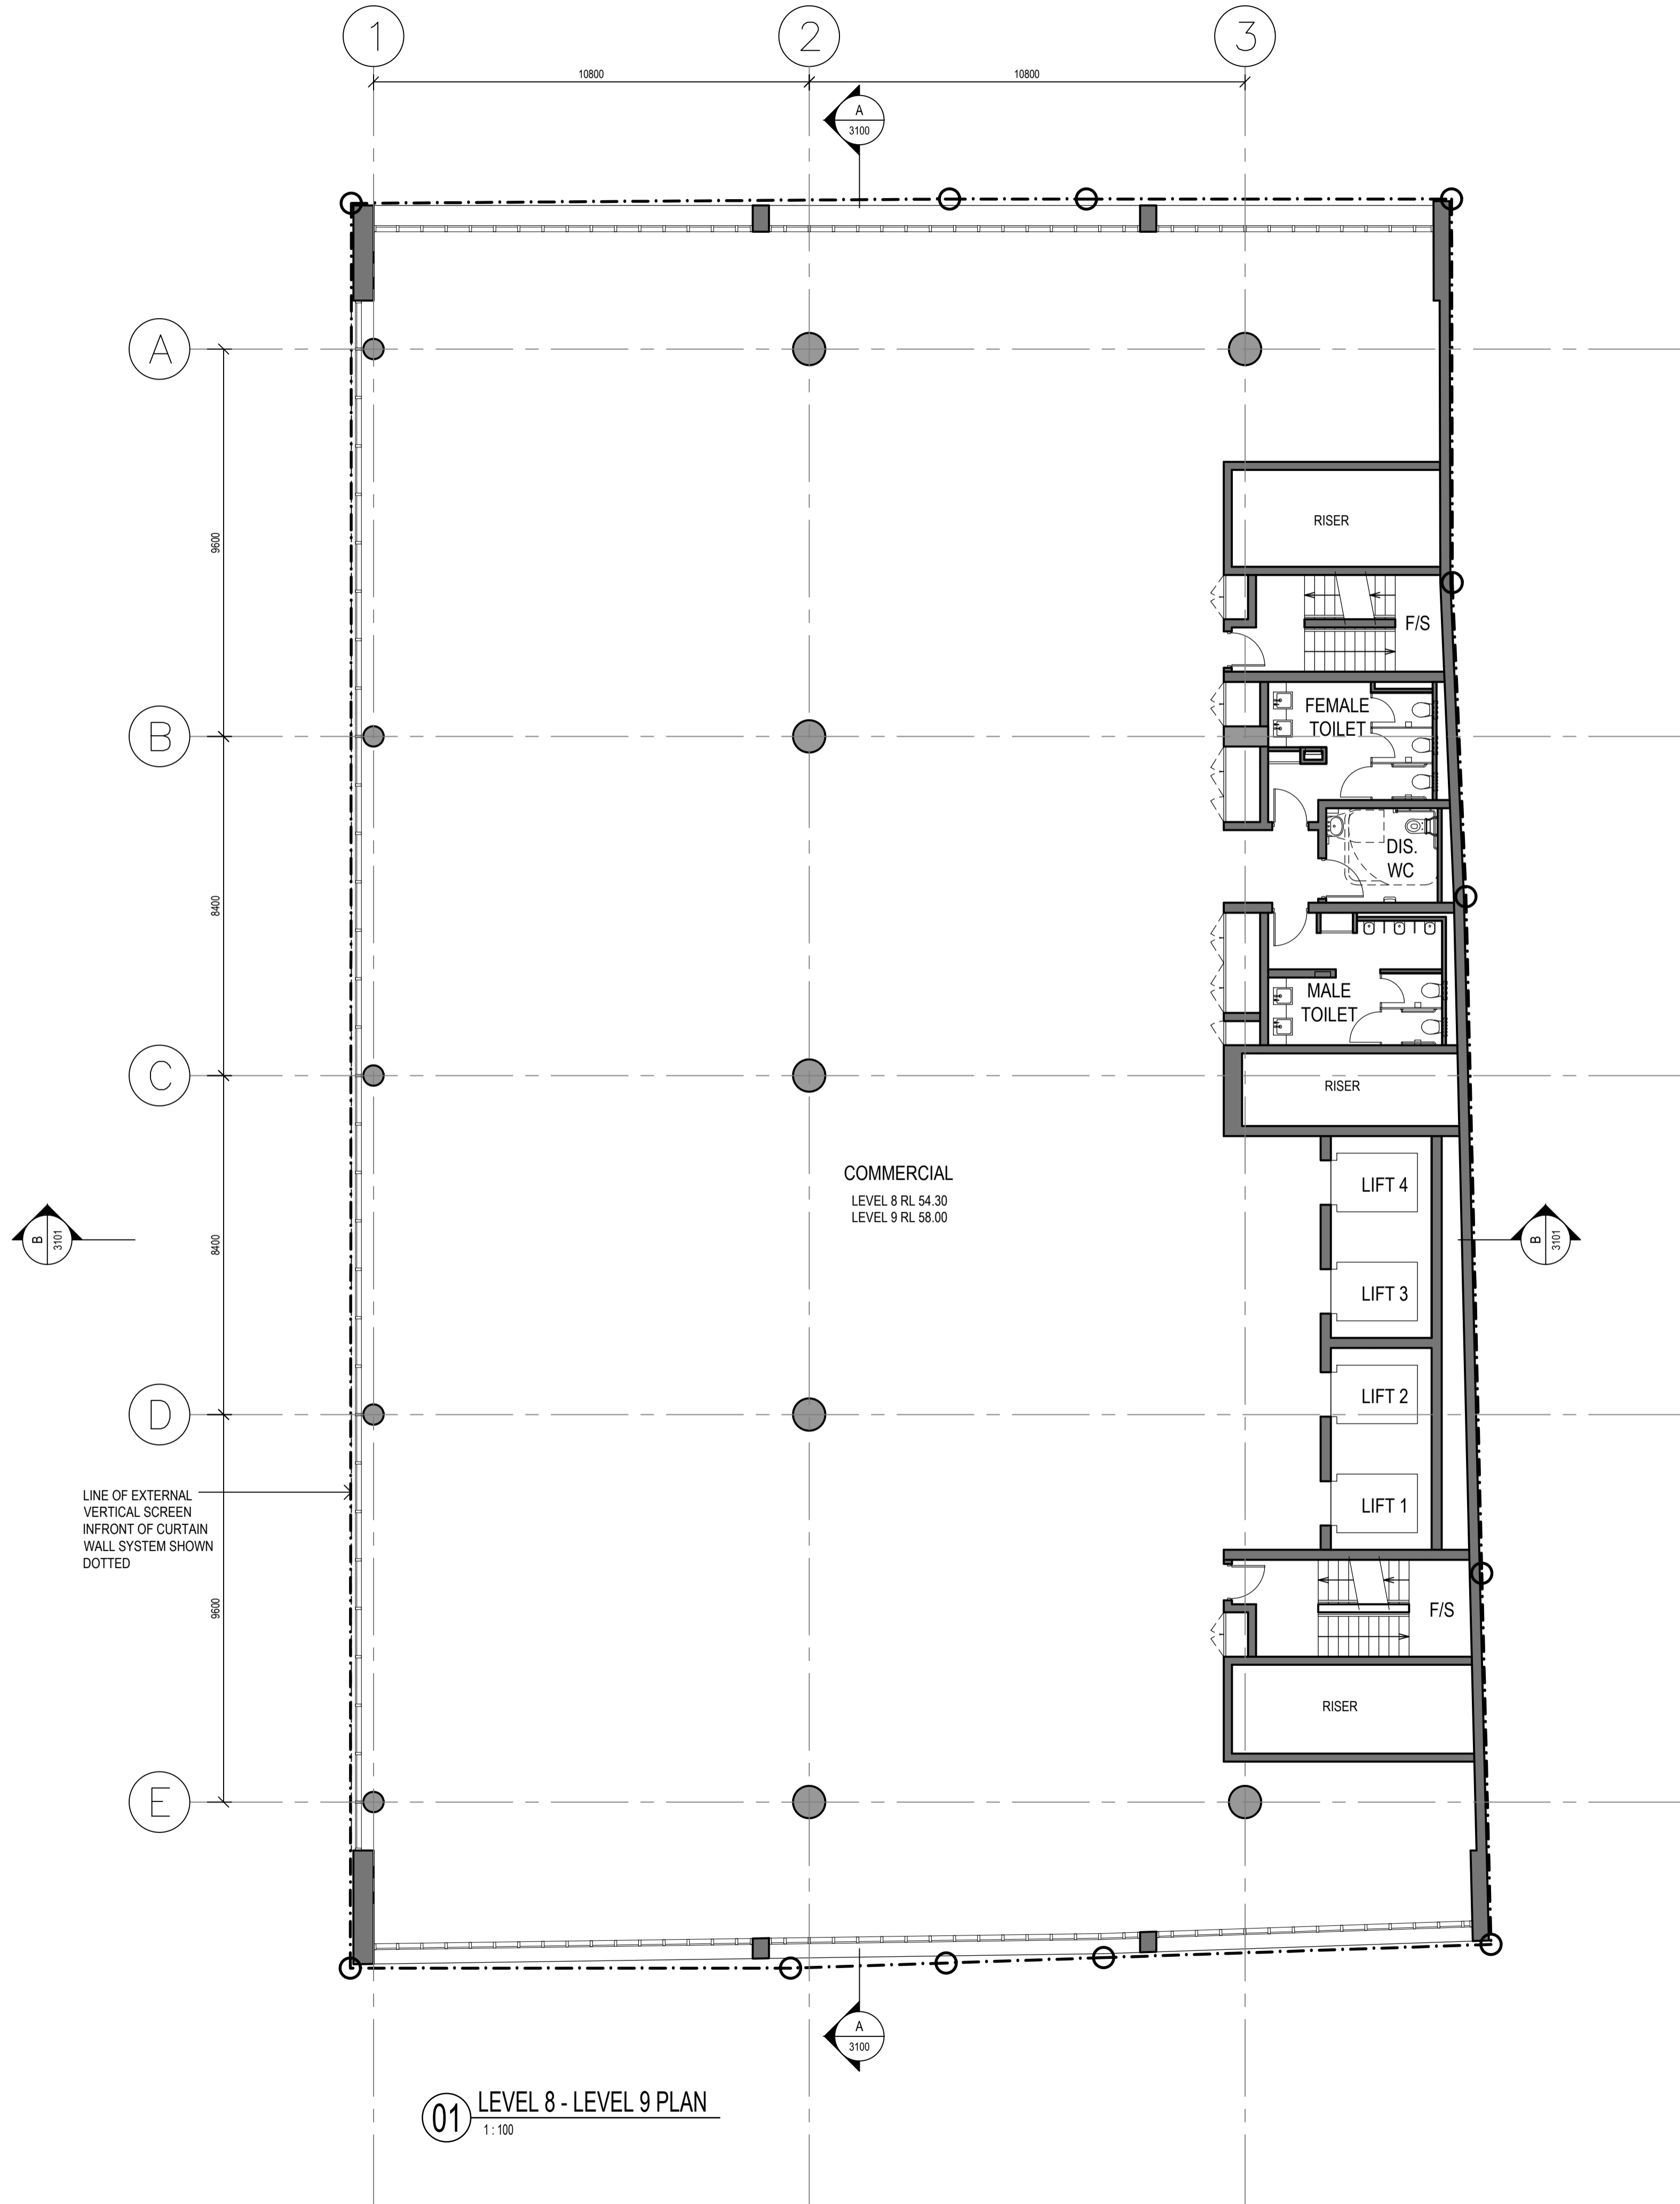 1
2
3
10800
10800
A
3100
A
9600
RISER
F/S
B
FEMALE
TOILET
8400
DIS.
WC
MALE
TOILET
C
RISER
COMMERCIAL
LEVEL 8 RL 54.30
LEVEL 9 RL 58.00
LIFT 4
B
3101
8400
B
3101
LIFT 3
D
LIFT 2
LINE OF EXTERNAL
VERTICAL SCREEN
INFRONT OF CURTAIN
WALL SYSTEM SHOWN
DOTTED
LIFT 1
9600
F/S
RISER
E
A
3100
01
LEVEL 8 - LEVEL 9 PLAN
1 : 100